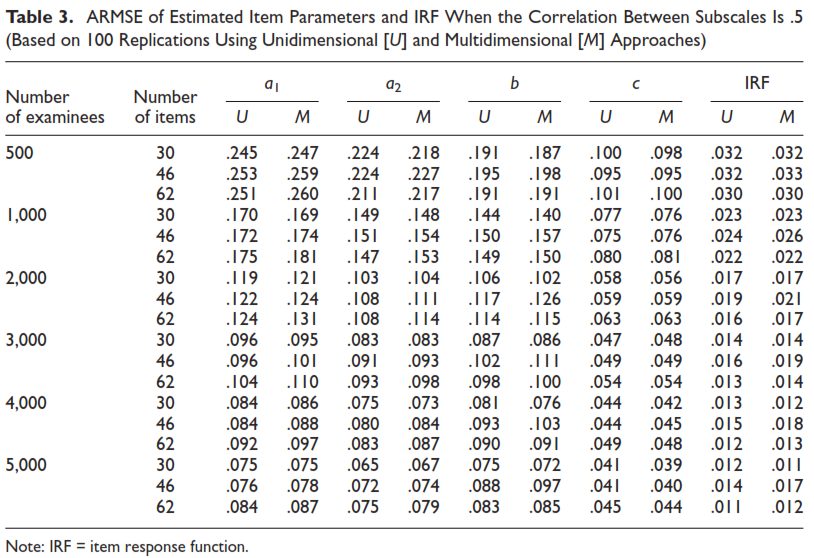 Table 3. ARMSE of Estimated Item Parameters and IRF When the Correlation Between Subscales Is .5
(Based on 100 Replications Using Unidimensional [U] and Multidimensional [M] Approaches)
a1 a2 b c IRF
Number of examinees Number of items U M U M U M U M U M
500 30 .245 .247 .224 .218 .191 .187 .100 .098 .032 .032
46 .253 .259 .224 .227 .195 .198 .095 .095 .032 .033
62 .251 .260 .211 .217 .191 .191 .101 .100 .030 .030
1,000 30 .170 .169 .149 .148 .144 .140 .077 .076 .023 .023
46 .172 .174 .151 .154 .150 .157 .075 .076 .024 .026
62 .175 .181 .147 .153 .149 .150 .080 .081 .022 .022
2,000 30 .119 .121 .103 .104 .106 .102 .058 .056 .017 .017
46 .122 .124 .108 .111 .117 .126 .059 .059 .019 .021
62 .124 .131 .108 .114 .114 .115 .063 .063 .016 .017
3,000 30 .096 .095 .083 .083 .087 .086 .047 .048 .014 .014
46 .096 .101 .091 .093 .102 .111 .049 .049 .016 .019
62 .104 .110 .093 .098 .098 .100 .054 .054 .013 .014
4,000 30 .084 .086 .075 .073 .081 .076 .044 .042 .013 .012
46 .084 .088 .080 .084 .093 .103 .044 .045 .015 .018
62 .092 .097 .083 .087 .090 .091 .049 .048 .012 .013
5,000 30 .075 .075 .065 .067 .075 .072 .041 .039 .012 .011
46 .076 .078 .072 .074 .088 .097 .041 .040 .014 .017
62 .084 .087 .075 .079 .083 .085 .045 .044 .011 .012
Note: IRF = item response function.